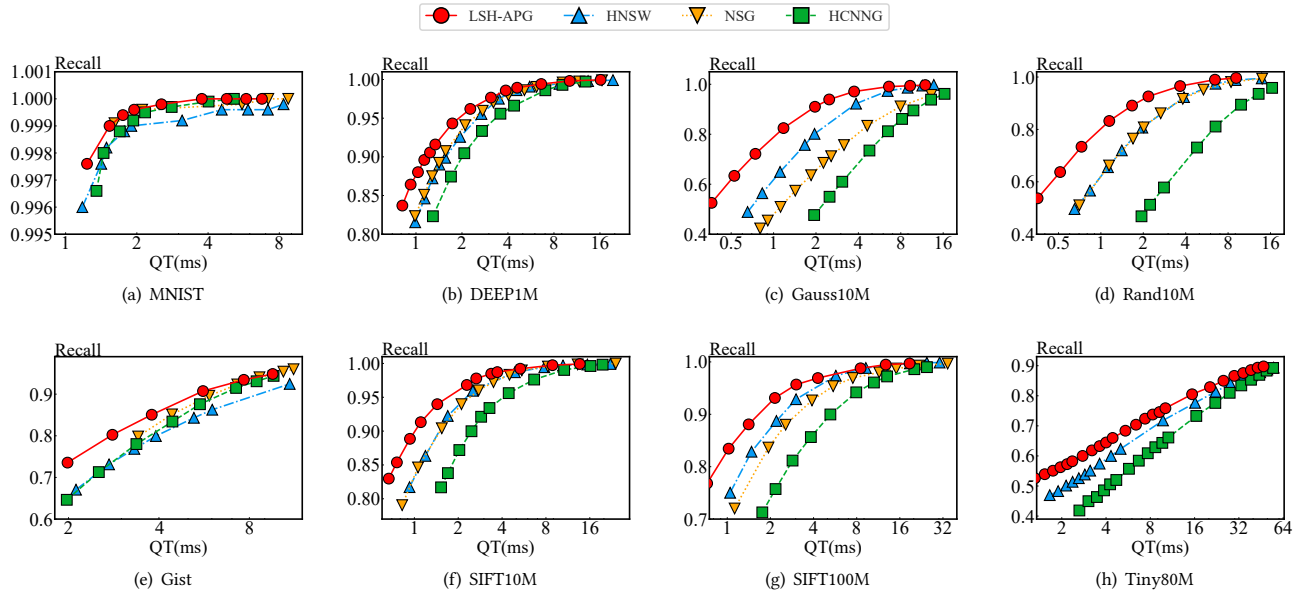 LSH-APG HNSW NSG HCNNG
Recall
1.001
1.000
0.999
0.998
0.997
0.996
0.995
1 2 4 8
QT(ms)
(a) MNIST
Recall
1.00
0.95
0.90
0.85
0.80
1 2 4 8 16
QT(ms)
(b) DEEP1M
Recall
1.0
0.8
0.6
0.4
0.5 1 2 4 8 16
QT(ms)
(c) Gauss10M
Recall
1.0
0.8
0.6
0.4
0.5 1 2 4 8 16
QT(ms)
(d) Rand10M
Recall
0.9
0.8
0.7
0.6
2 4 8
QT(ms)
(e) Gist
Recall
1.00
0.95
0.90
0.85
0.80
1 2 4 8 16
QT(ms)
(f) SIFT10M
Recall
1.0
0.9
0.8
0.7
1 2 4 8 16 32
QT(ms)
(g) SIFT100M
Recall
0.9
0.8
0.7
0.6
0.5
0.4
2 4 8 16 32 64
QT(ms)
(h) Tiny80M